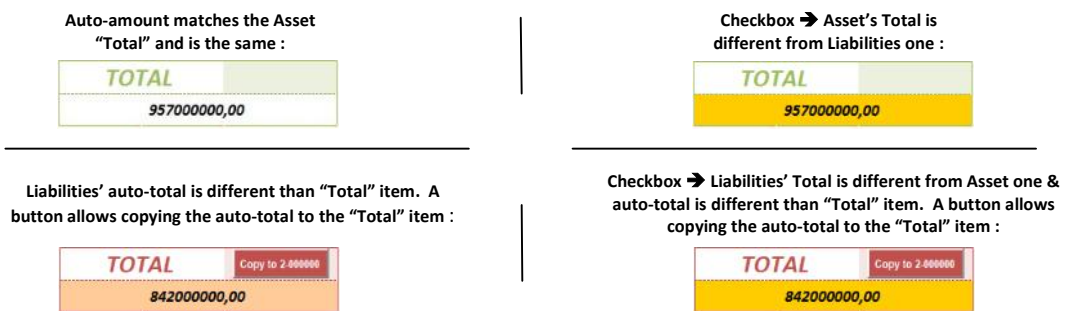 Auto-amount matches the Asset
“Total” and is the same :
TOTAL
957000000,00
Checkbox ➔ Asset’s Total is
different from Liabilities one :
TOTAL
957000000,00
Liabilities’ auto-total is different than “Total” item. A
button allows copying the auto-total to the “Total” item :
TOTAL
Copy to 2-000000
842000000,00
Checkbox ➔ Liabilities’ Total is different from Asset one &
auto-total is different than “Total” item. A button allows
copying the auto-total to the “Total” item :
TOTAL
Copy to 2-000000
842000000,00